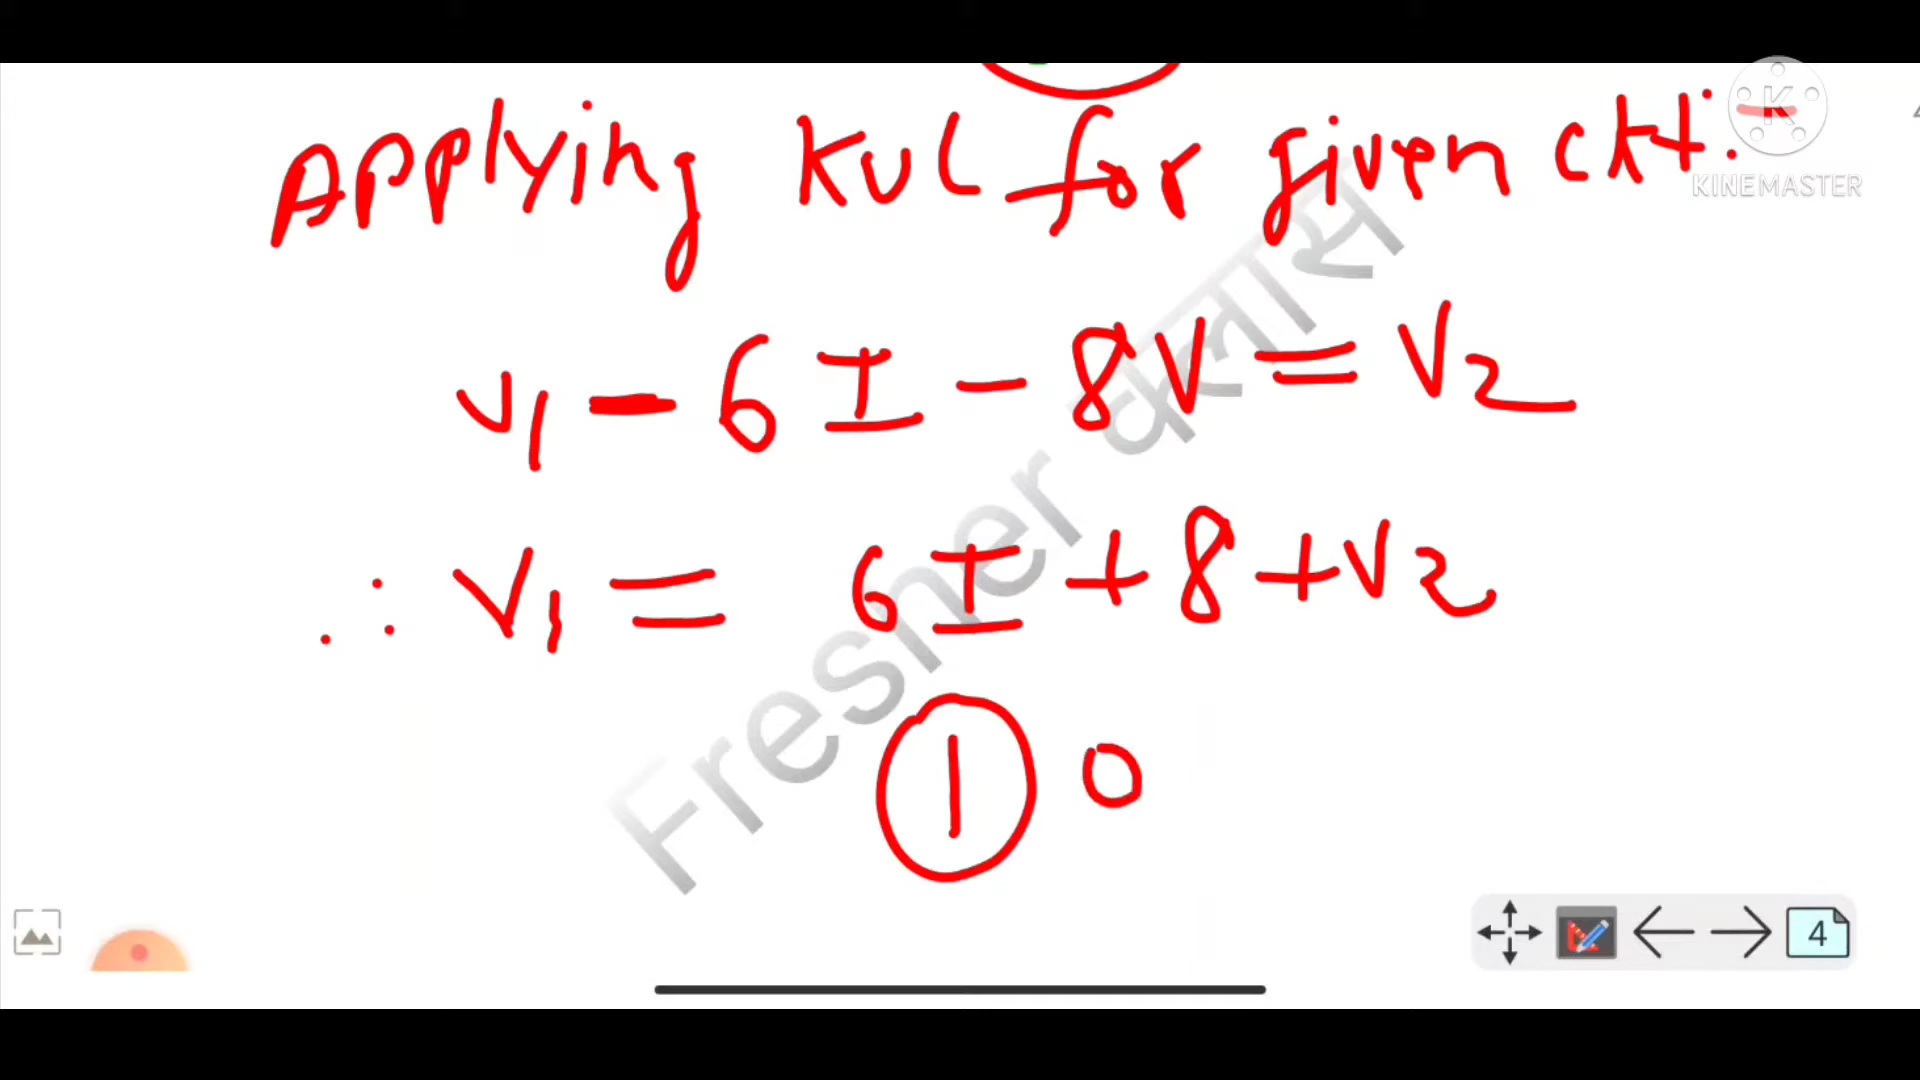 Applying KVL for given ckt:-
KINEMASTER
V1 - 6I - 8V = V2
∴ V1 = 6I + 8 + V2
1 0
Fresher क्लास
4